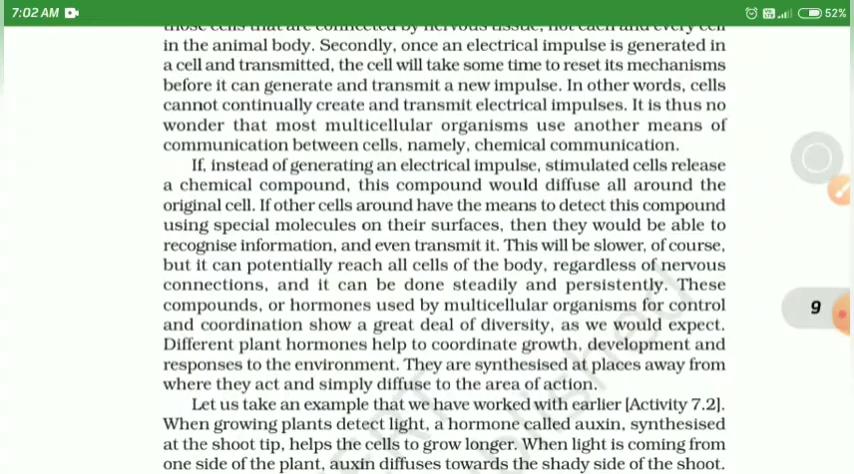 7:02 AM
52%
those cells that are connected by nervous tissue, not each and every cell
in the animal body. Secondly, once an electrical impulse is generated in
a cell and transmitted, the cell will take some time to reset its mechanisms
before it can generate and transmit a new impulse. In other words, cells
cannot continually create and transmit electrical impulses. It is thus no
wonder that most multicellular organisms use another means of
communication between cells, namely, chemical communication.
If, instead of generating an electrical impulse, stimulated cells release
a chemical compound, this compound would diffuse all around the
original cell. If other cells around have the means to detect this compound
using special molecules on their surfaces, then they would be able to
recognise information, and even transmit it. This will be slower, of course,
but it can potentially reach all cells of the body, regardless of nervous
connections, and it can be done steadily and persistently. These
compounds, or hormones used by multicellular organisms for control
and coordination show a great deal of diversity, as we would expect.
Different plant hormones help to coordinate growth, development and
responses to the environment. They are synthesised at places away from
where they act and simply diffuse to the area of action.
Let us take an example that we have worked with earlier [Activity 7.2].
When growing plants detect light, a hormone called auxin, synthesised
at the shoot tip, helps the cells to grow longer. When light is coming from
one side of the plant, auxin diffuses towards the shady side of the shoot.
9